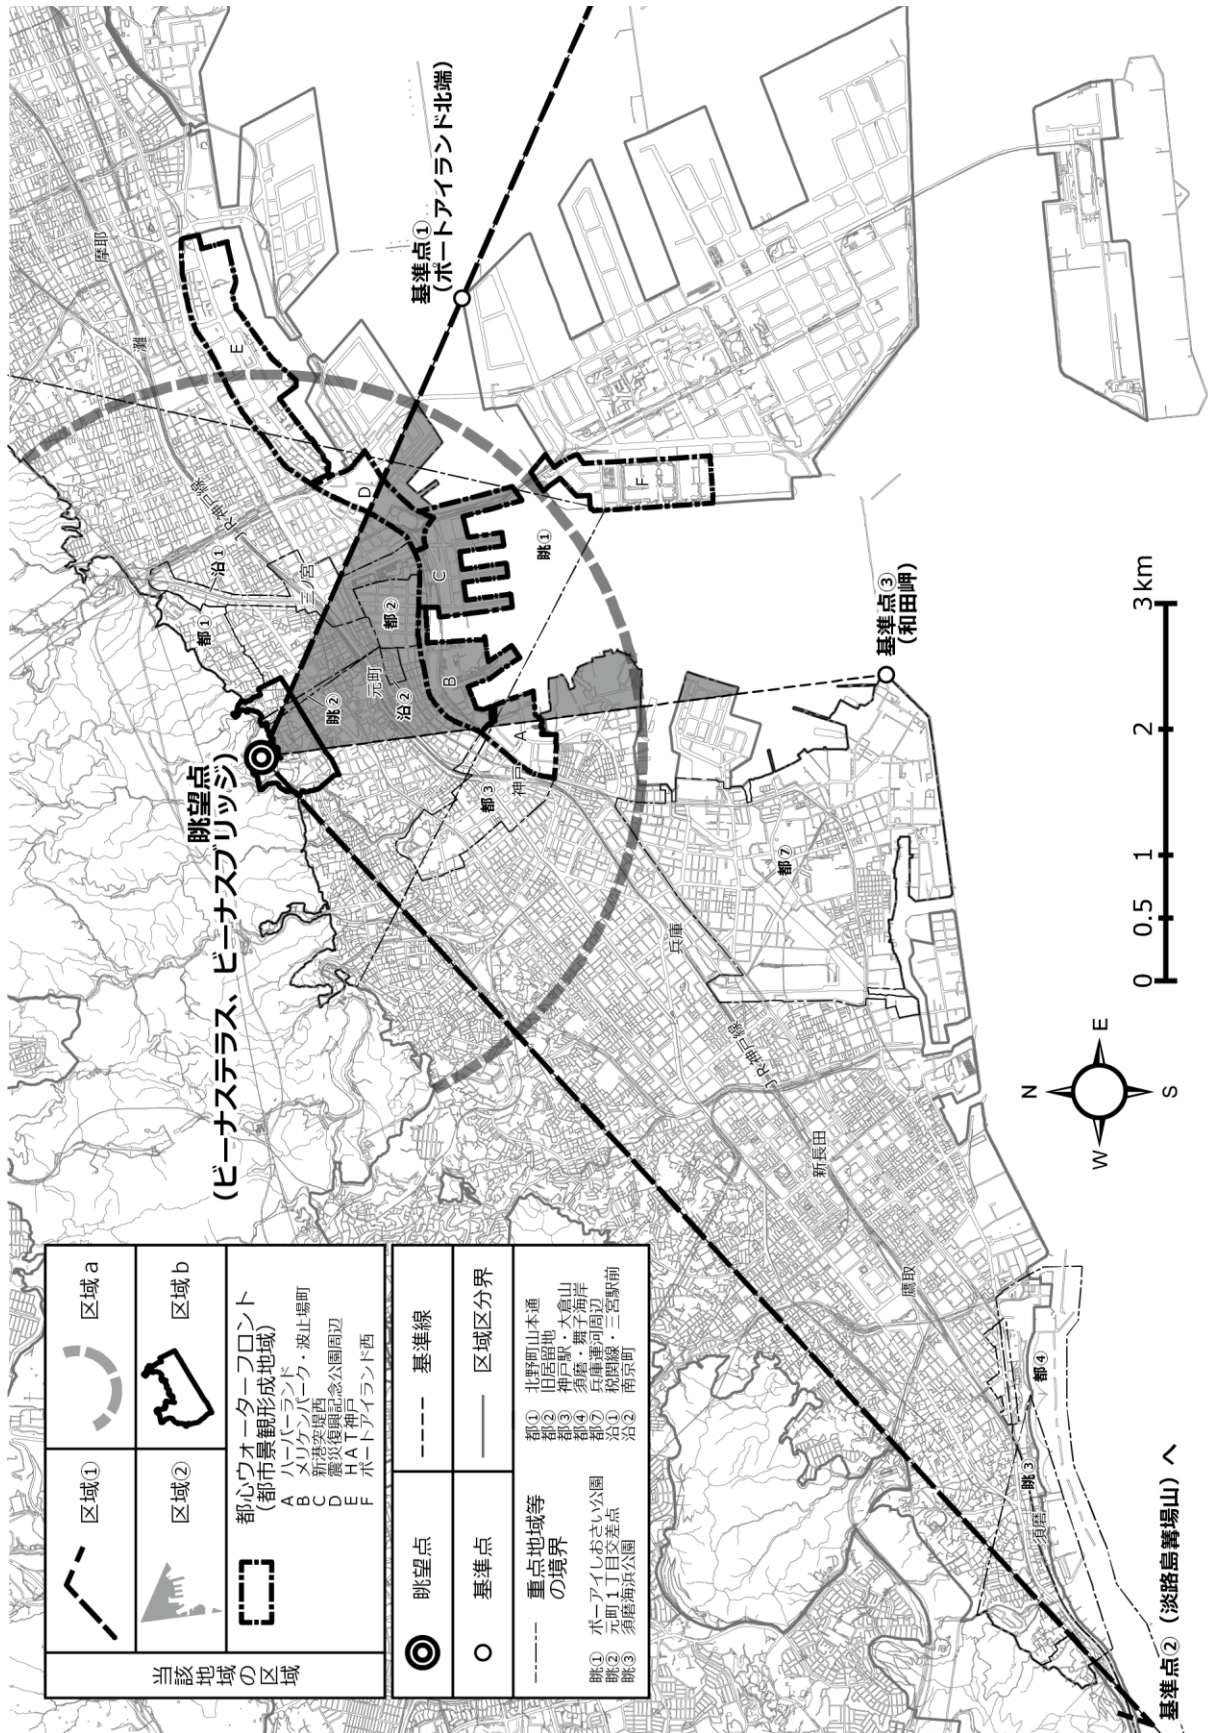 眺望点
(ビーナステラス、ビーナスブリッジ)
基準点①
(ポートアイランド北端)
基準点②(淡路島篝場山)へ
基準点③
(和田岬)
摩耶
灘
JR神戸線
三ノ宮
元町
神戸
兵庫
JR神戸線
新長田
鷹取
須磨
都①
都②
都③
都④
都⑦
沿①
沿②
眺①
眺②
眺3
A
B
C
D
E
F
N
W
E
S
0
0.5
1
2
3km
当該地域の区域
区域①
区域a
区域②
区域b
都心ウォーターフロント
(都市景観形成地域)
A ハーバーランド
B メリケンパーク・波止場町
C 新港突堤西
D 震災復興記念公園周辺
E HAT神戸
F ポートアイランド西
眺望点
基準線
基準点
区域区分界
重点地域等
の境界
眺① ポーアイしおさい公園
眺② 元町1丁目交差点
眺③ 須磨海浜公園
都① 北野町山本通
都② 旧居留地
都③ 神戸駅・大倉山
都④ 須磨・舞子海岸
都⑦ 兵庫運河周辺
沿① 税関線・三宮駅前
沿② 南京町